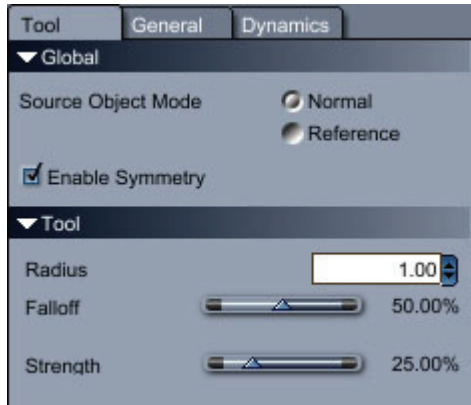 Tool General Dynamics
Global
Source Object Mode Normal
Reference
Enable Symmetry
Tool
Radius 1.00
Falloff 50.00%
Strength 25.00%